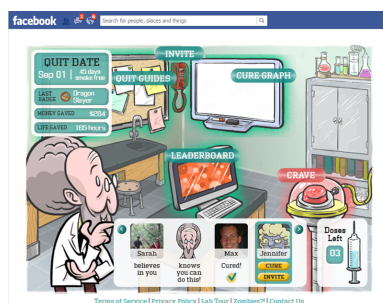 facebook
Search for people, places and things
INVITE
QUIT DATE
Sep 01
45 days
smoke free
QUIT GUIDES
CURE GRAPH
LAST
BADGE
Dragon
Slayer
MONEY SAVED $264
LIFE SAVED 165 hours
LEADERBOARD
CRAVE
Sarah
believes
in you
knows
you can
do this!
Max
Cured!
Jennifer
CURE
INVITE
Doses
Left
03
Terms of Service | Privacy Policy | Lab Tour | Zombies?! | Contact Us